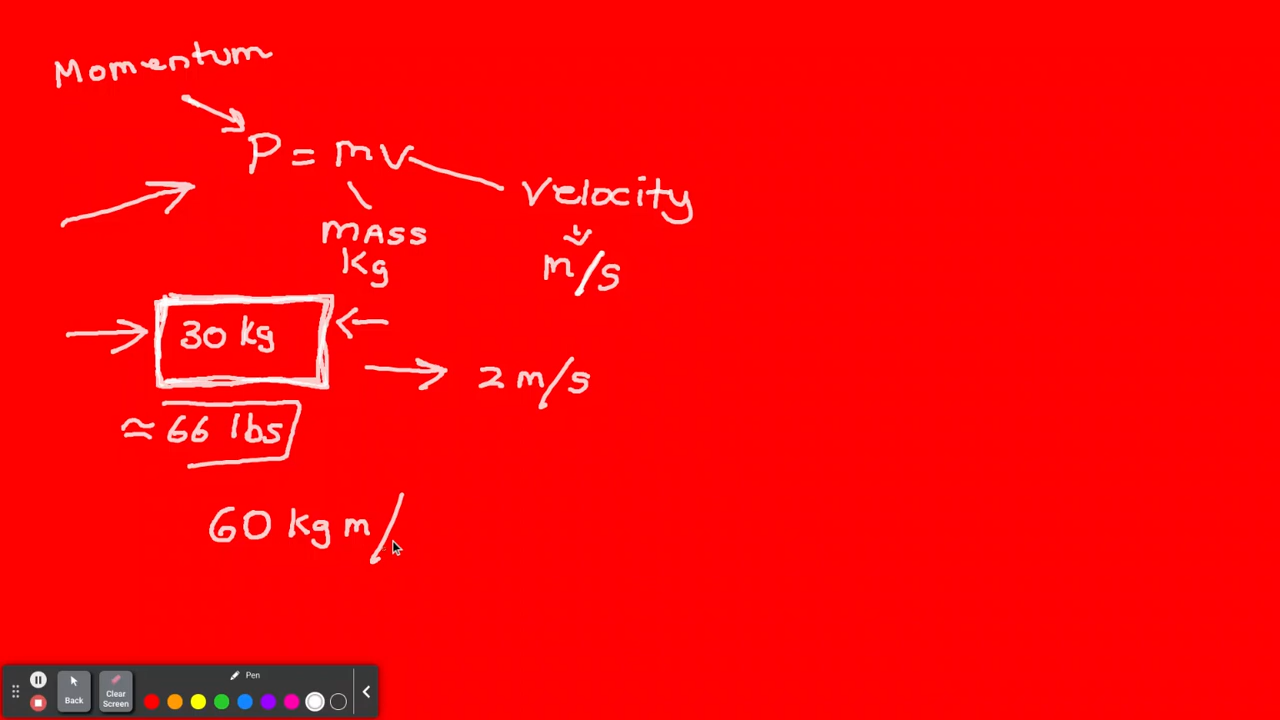 Momentum
P = mv
Velocity
mAss
kg
m/s
30 kg
2 m/s
≈ 66 lbs
60 kg m/
Pen
Back
Clear
Screen